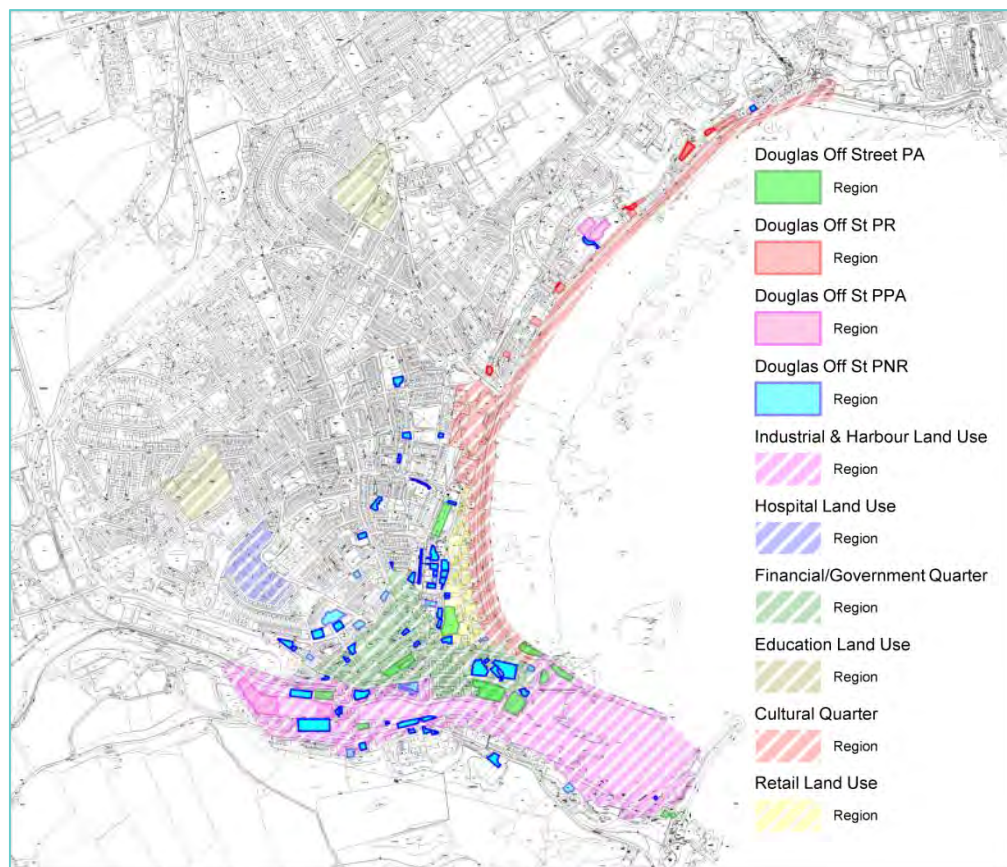 Douglas Off Street PA
Region
Douglas Off St PR
Region
Douglas Off St PPA
Region
Douglas Off St PNR
Region
Industrial & Harbour Land Use
Region
Hospital Land Use
Region
Financial/Government Quarter
Region
Education Land Use
Region
Cultural Quarter
Region
Retail Land Use
Region